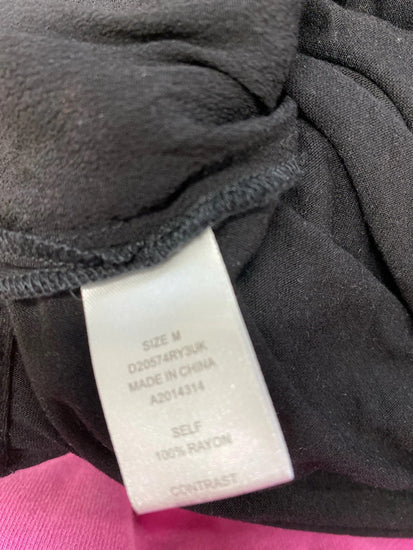 SIZE M
D20574RY3UK
MADE IN CHINA
A2014314
SELF
100% RAYON
CONTRAST